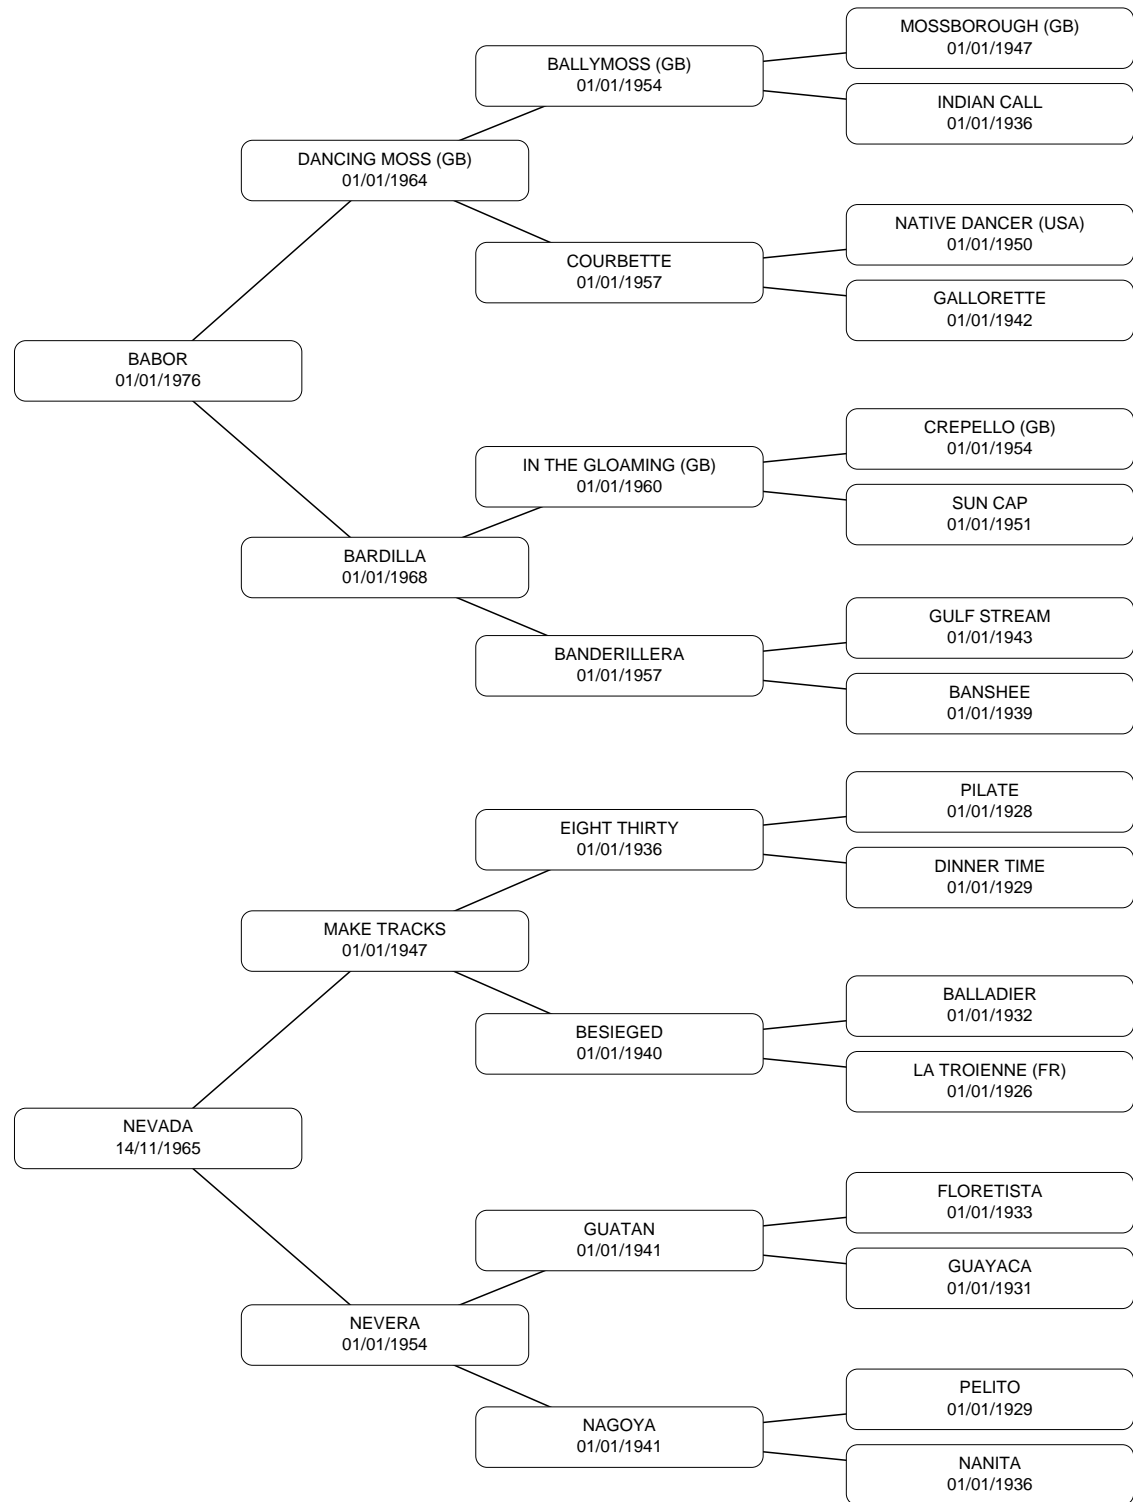 MOSSBOROUGH (GB)
01/01/1947
BALLYMOSS (GB)
01/01/1954
INDIAN CALL
01/01/1936
DANCING MOSS (GB)
01/01/1964
NATIVE DANCER (USA)
01/01/1950
COURBETTE
01/01/1957
GALLORETTE
01/01/1942
BABOR
01/01/1976
CREPELLO (GB)
01/01/1954
IN THE GLOAMING (GB)
01/01/1960
SUN CAP
01/01/1951
BARDILLA
01/01/1968
GULF STREAM
01/01/1943
BANDERILLERA
01/01/1957
BANSHEE
01/01/1939
PILATE
01/01/1928
EIGHT THIRTY
01/01/1936
DINNER TIME
01/01/1929
MAKE TRACKS
01/01/1947
BALLADIER
01/01/1932
BESIEGED
01/01/1940
LA TROIENNE (FR)
01/01/1926
NEVADA
14/11/1965
FLORETISTA
01/01/1933
GUATAN
01/01/1941
GUAYACA
01/01/1931
NEVERA
01/01/1954
PELITO
01/01/1929
NAGOYA
01/01/1941
NANITA
01/01/1936